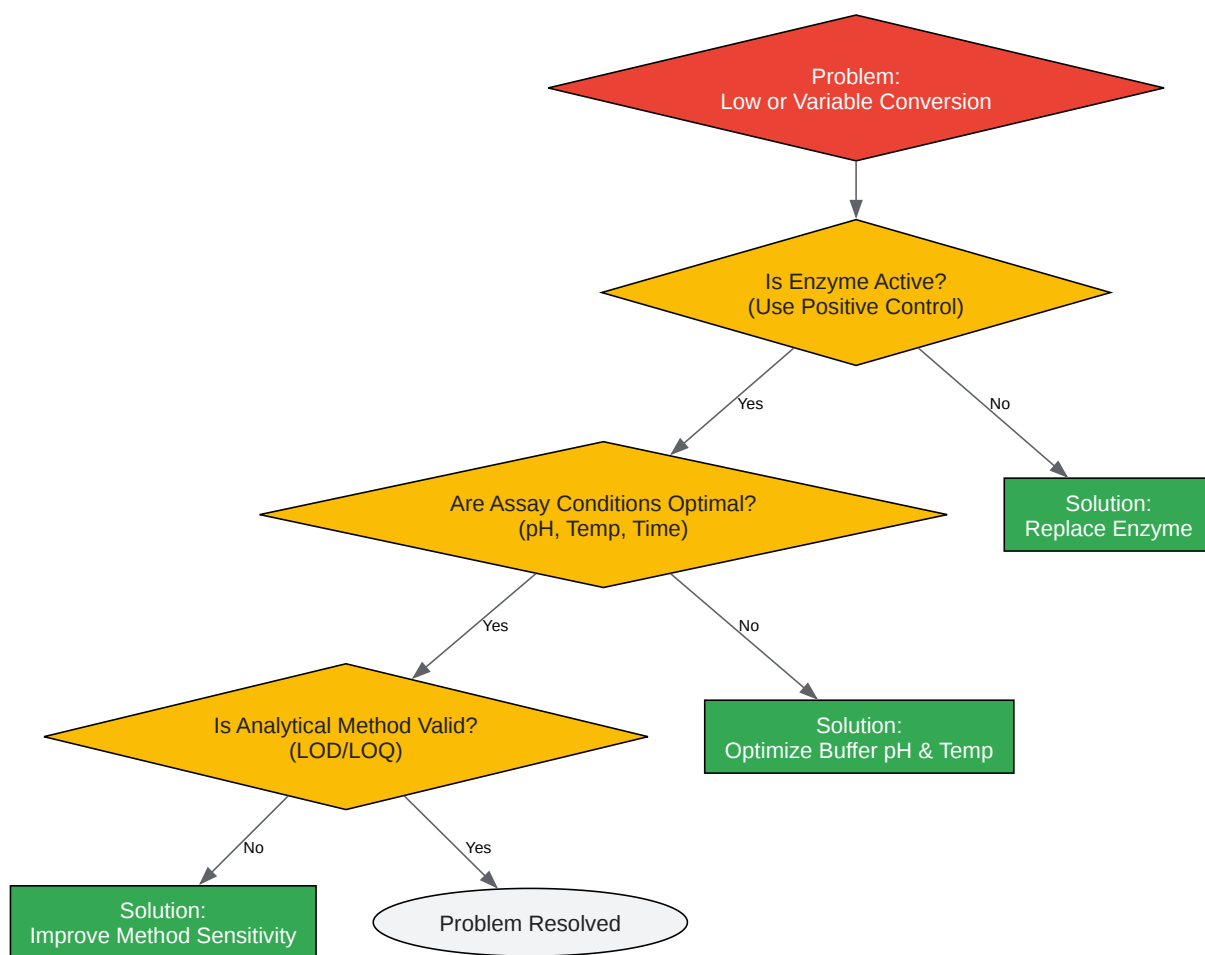 Problem:
Low or Variable Conversion
Is Enzyme Active?
(Use Positive Control)
Yes
No
Are Assay Conditions Optimal?
(pH, Temp, Time)
Solution:
Replace Enzyme
Yes
No
Is Analytical Method Valid?
(LOD/LOQ)
Solution:
Optimize Buffer pH & Temp
No
Yes
Solution:
Improve Method Sensitivity
Problem Resolved